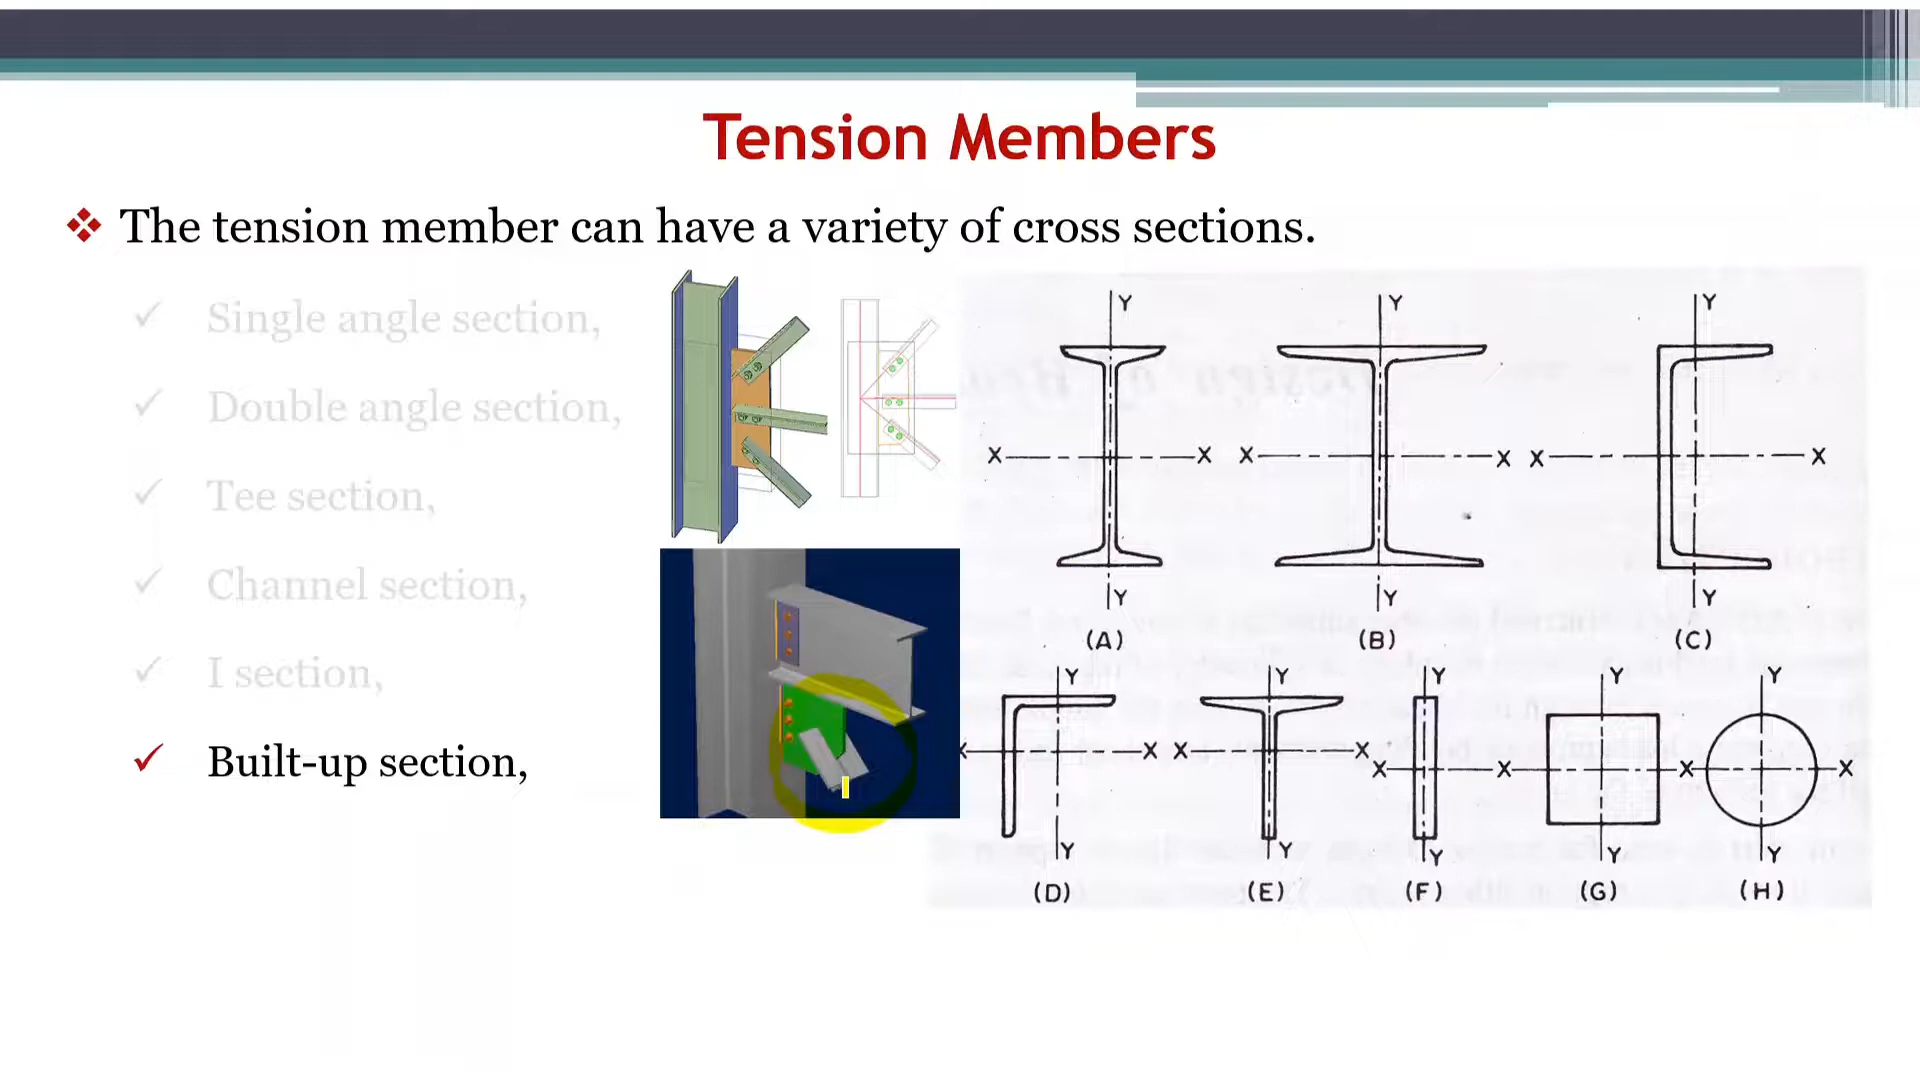 Tension Members
The tension member can have a variety of cross sections.
Single angle section,
Double angle section,
Tee section,
Channel section,
I section,
Built-up section,
Y Y Y
X X X X X X
Y Y Y
(A) (B) (C)
Y Y Y Y Y
X X X X
X X X X
Y Y Y Y Y
(D) (E) (F) (G) (H)